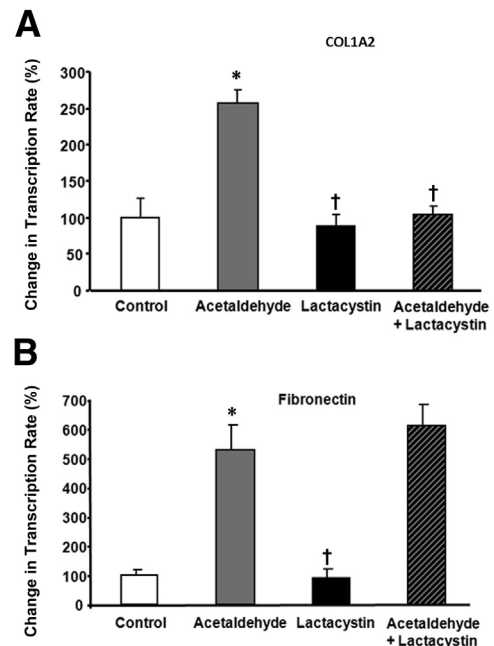 A
COL1A2
Change in Transcription Rate (%)
300
250
200
150
100
50
0
*
†
†
Control Acetaldehyde Lactacystin Acetaldehyde
+ Lactacystin
B
Fibronectin
Change in Transcription Rate (%)
700
600
500
400
300
200
100
0
*
†
Control Acetaldehyde Lactacystin Acetaldehyde
+ Lactacystin